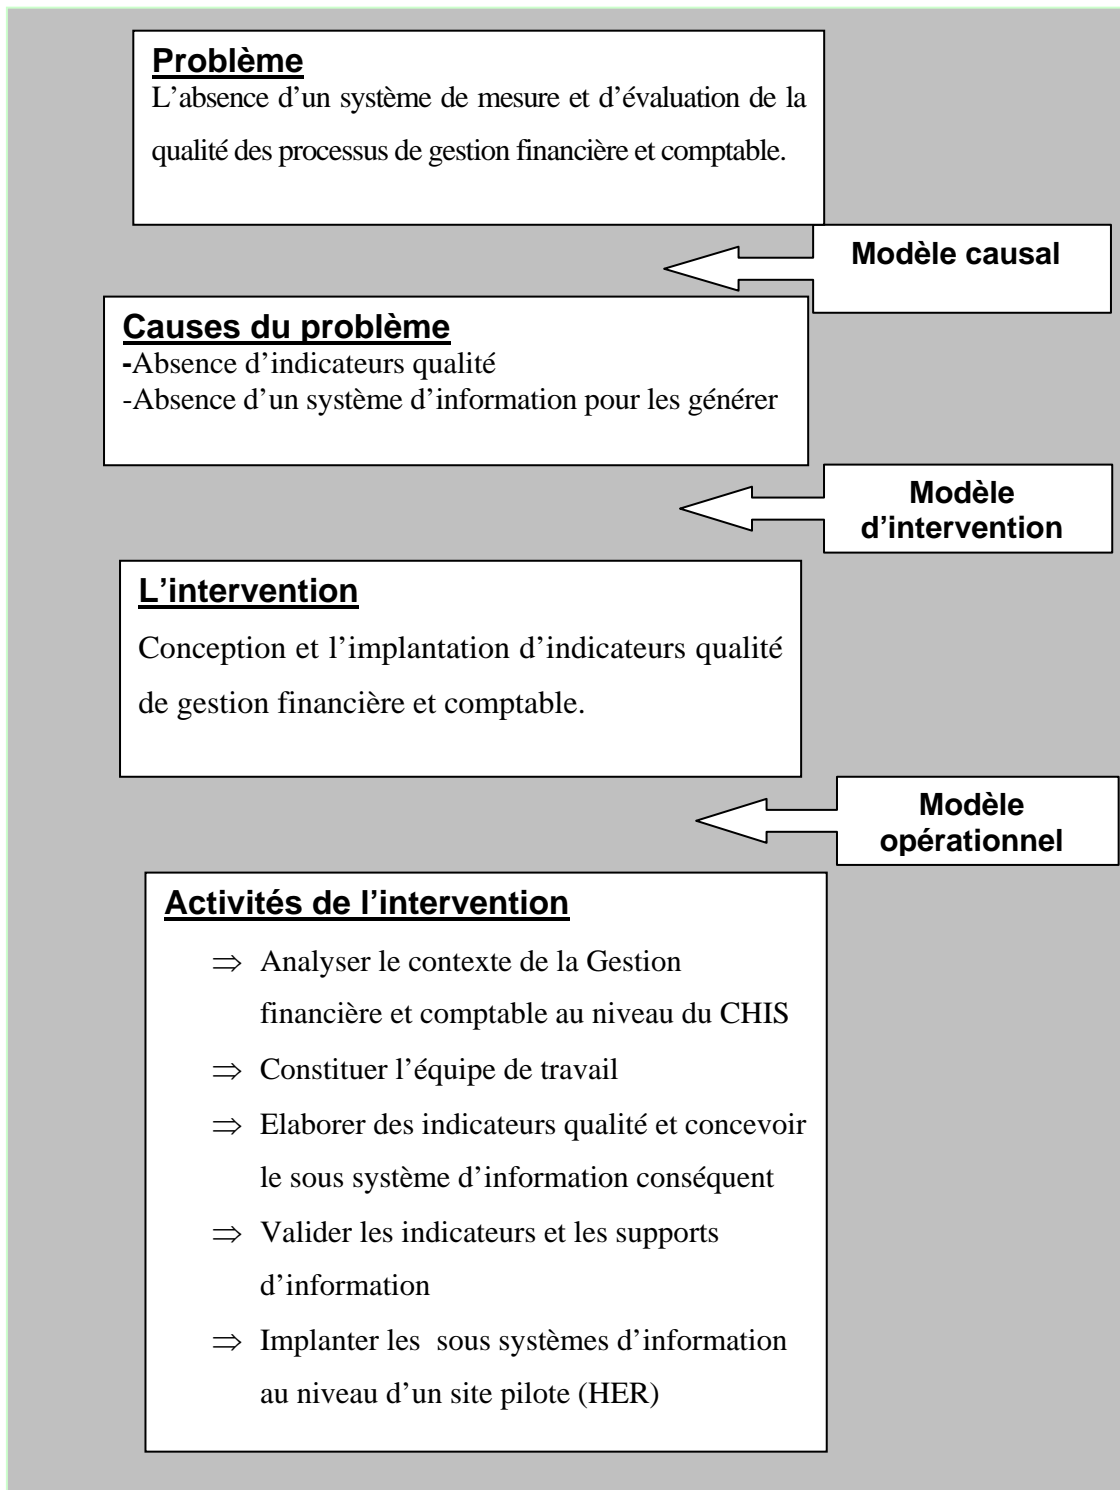 Problème
L’absence d’un système de mesure et d’évaluation de la
qualité des processus de gestion financière et comptable.
Modèle causal
Causes du problème
-Absence d’indicateurs qualité
-Absence d’un système d’information pour les générer
Modèle
d’intervention
L’intervention
Conception et l’implantation d’indicateurs qualité
de gestion financière et comptable.
Modèle
opérationnel
Activités de l’intervention
⇒ Analyser le contexte de la Gestion
financière et comptable au niveau du CHIS
⇒ Constituer l’équipe de travail
⇒ Elaborer des indicateurs qualité et concevoir
le sous système d’information conséquent
⇒ Valider les indicateurs et les supports
d’information
⇒ Implanter les sous systèmes d’information
au niveau d’un site pilote (HER)